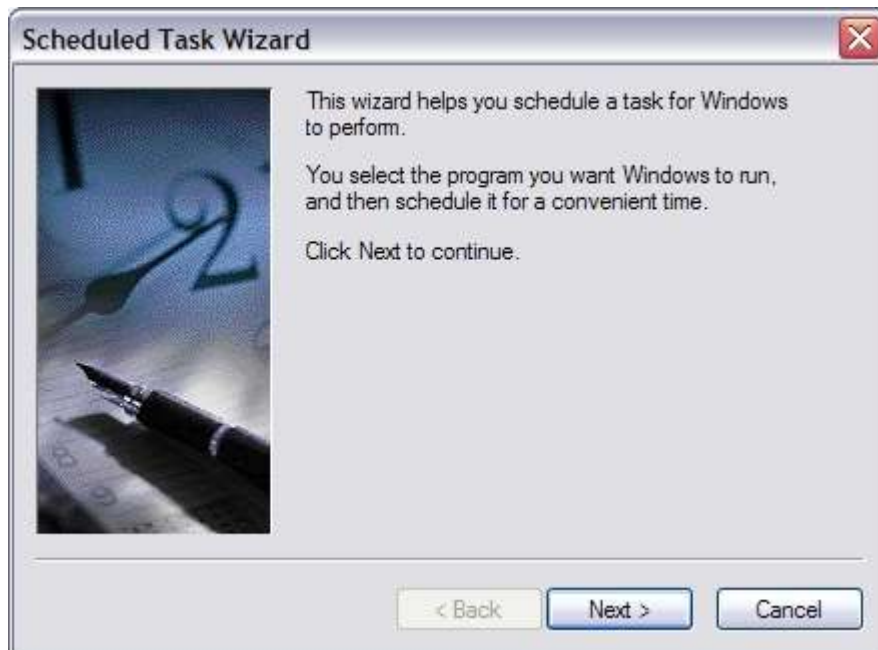 Scheduled Task Wizard
This wizard helps you schedule a task for Windows
to perform.
You select the program you want Windows to run,
and then schedule it for a convenient time.
Click Next to continue.
2
< Back
Next >
Cancel